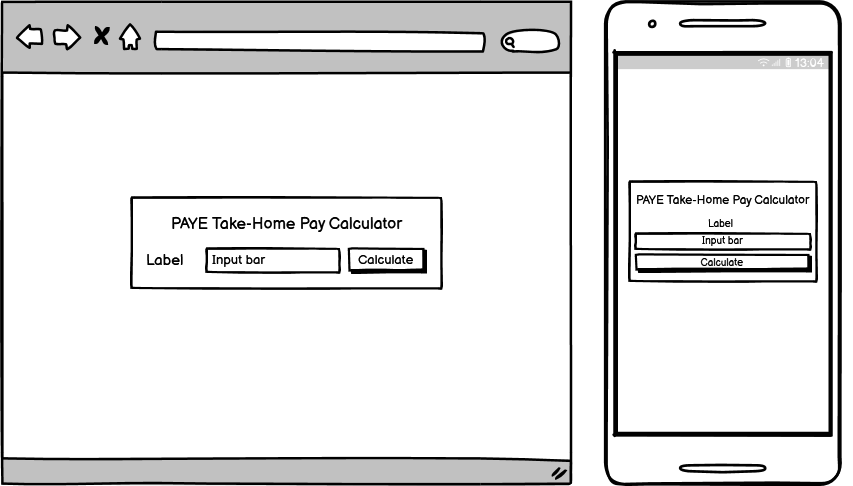 PAYE Take-Home Pay Calculator
Label Input bar Calculate
13:04
PAYE Take-Home Pay Calculator
Label
Input bar
Calculate